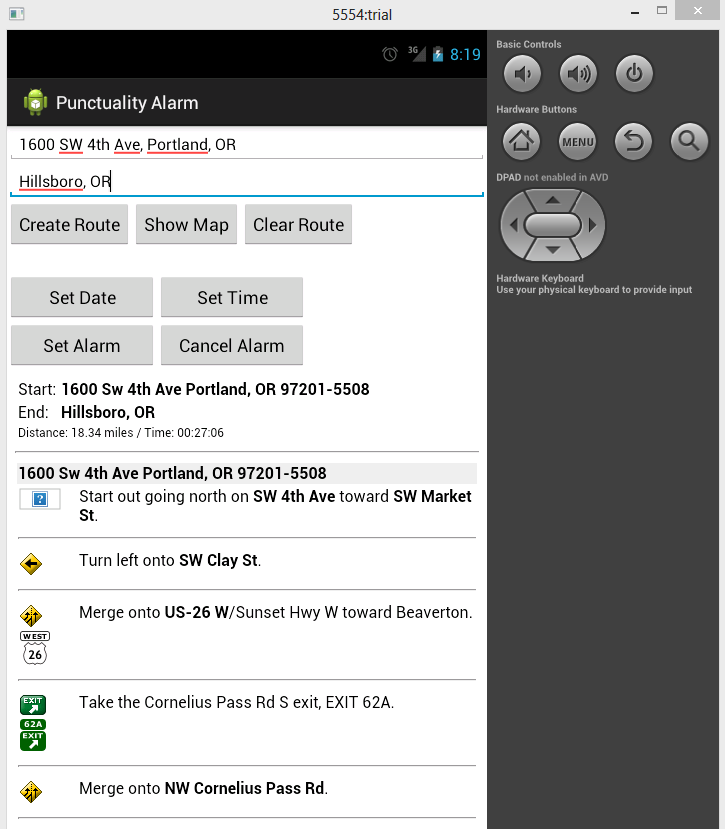 5554:trial
3G 8:19
Punctuality Alarm
1600 SW 4th Ave, Portland, OR
Hillsboro, OR
Create Route Show Map Clear Route
Set Date Set Time
Set Alarm Cancel Alarm
Start: 1600 Sw 4th Ave Portland, OR 97201-5508
End: Hillsboro, OR
Distance: 18.34 miles / Time: 00:27:06
1600 Sw 4th Ave Portland, OR 97201-5508
?
Start out going north on SW 4th Ave toward SW Market
St.
Turn left onto SW Clay St.
Merge onto US-26 W/Sunset Hwy W toward Beaverton.
WEST
26
Take the Cornelius Pass Rd S exit, EXIT 62A.
EXIT
62A
EXIT
Merge onto NW Cornelius Pass Rd.
Basic Controls
Hardware Buttons
MENU
DPAD not enabled in AVD
Hardware Keyboard
Use your physical keyboard to provide input